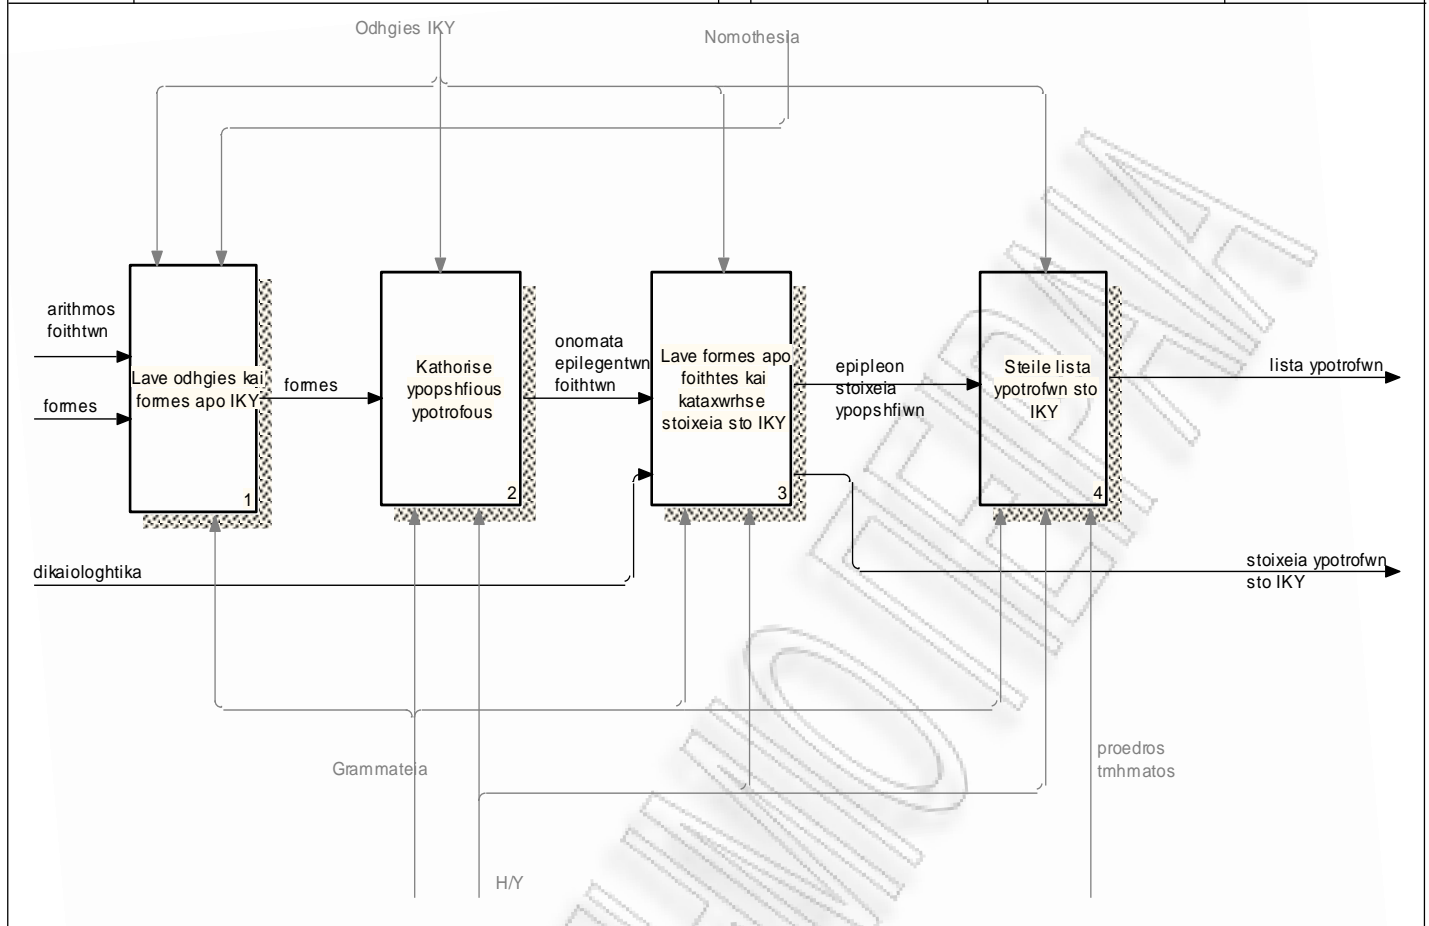 Odhgies IKY
Nomothesia
arithmos
foithtwn
formes
Lave odhgies kai
formes apo IKY
1
formes
Kathorise
ypopshfious
ypotrofous
2
onomata
epilegentwn
foithtwn
Lave formes apo
foithtes kai
kataxwrhse
stoixeia sto IKY
3
epipleon
stoixeia
ypopshfiwn
Steile lista
ypotrofwn sto
IKY
4
lista ypotrofwn
dikaiologhtika
stoixeia ypotrofwn
sto IKY
Grammateia
proedros
tmhmatos
H/Y